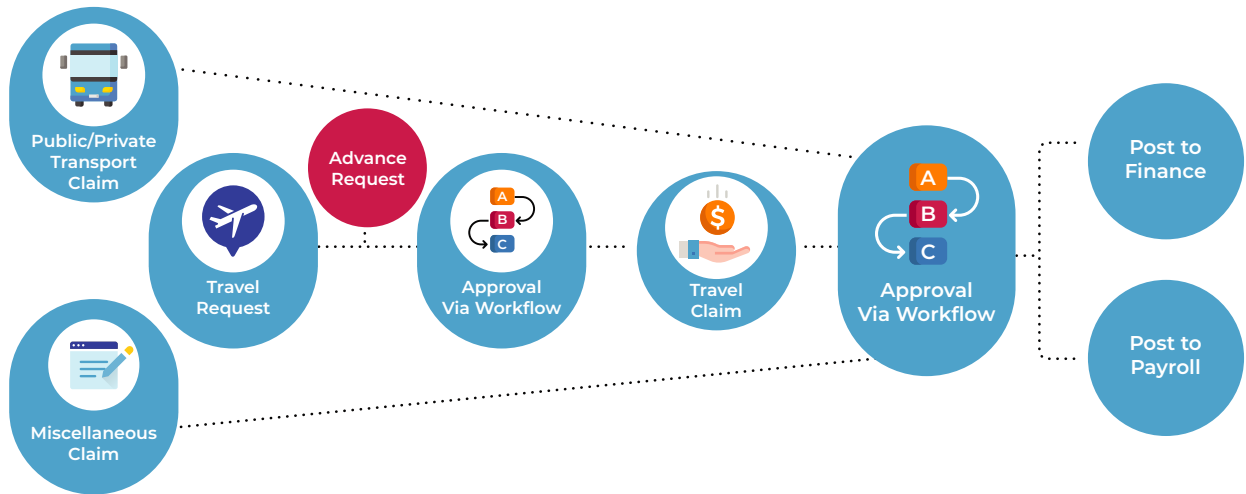 Public/Private
Transport
Claim
Advance
Request
Travel
Request
A
B
C
Approval
Via Workflow
$
Travel
Claim
A
B
C
Approval
Via Workflow
Post to
Finance
Post to
Payroll
Miscellaneous
Claim